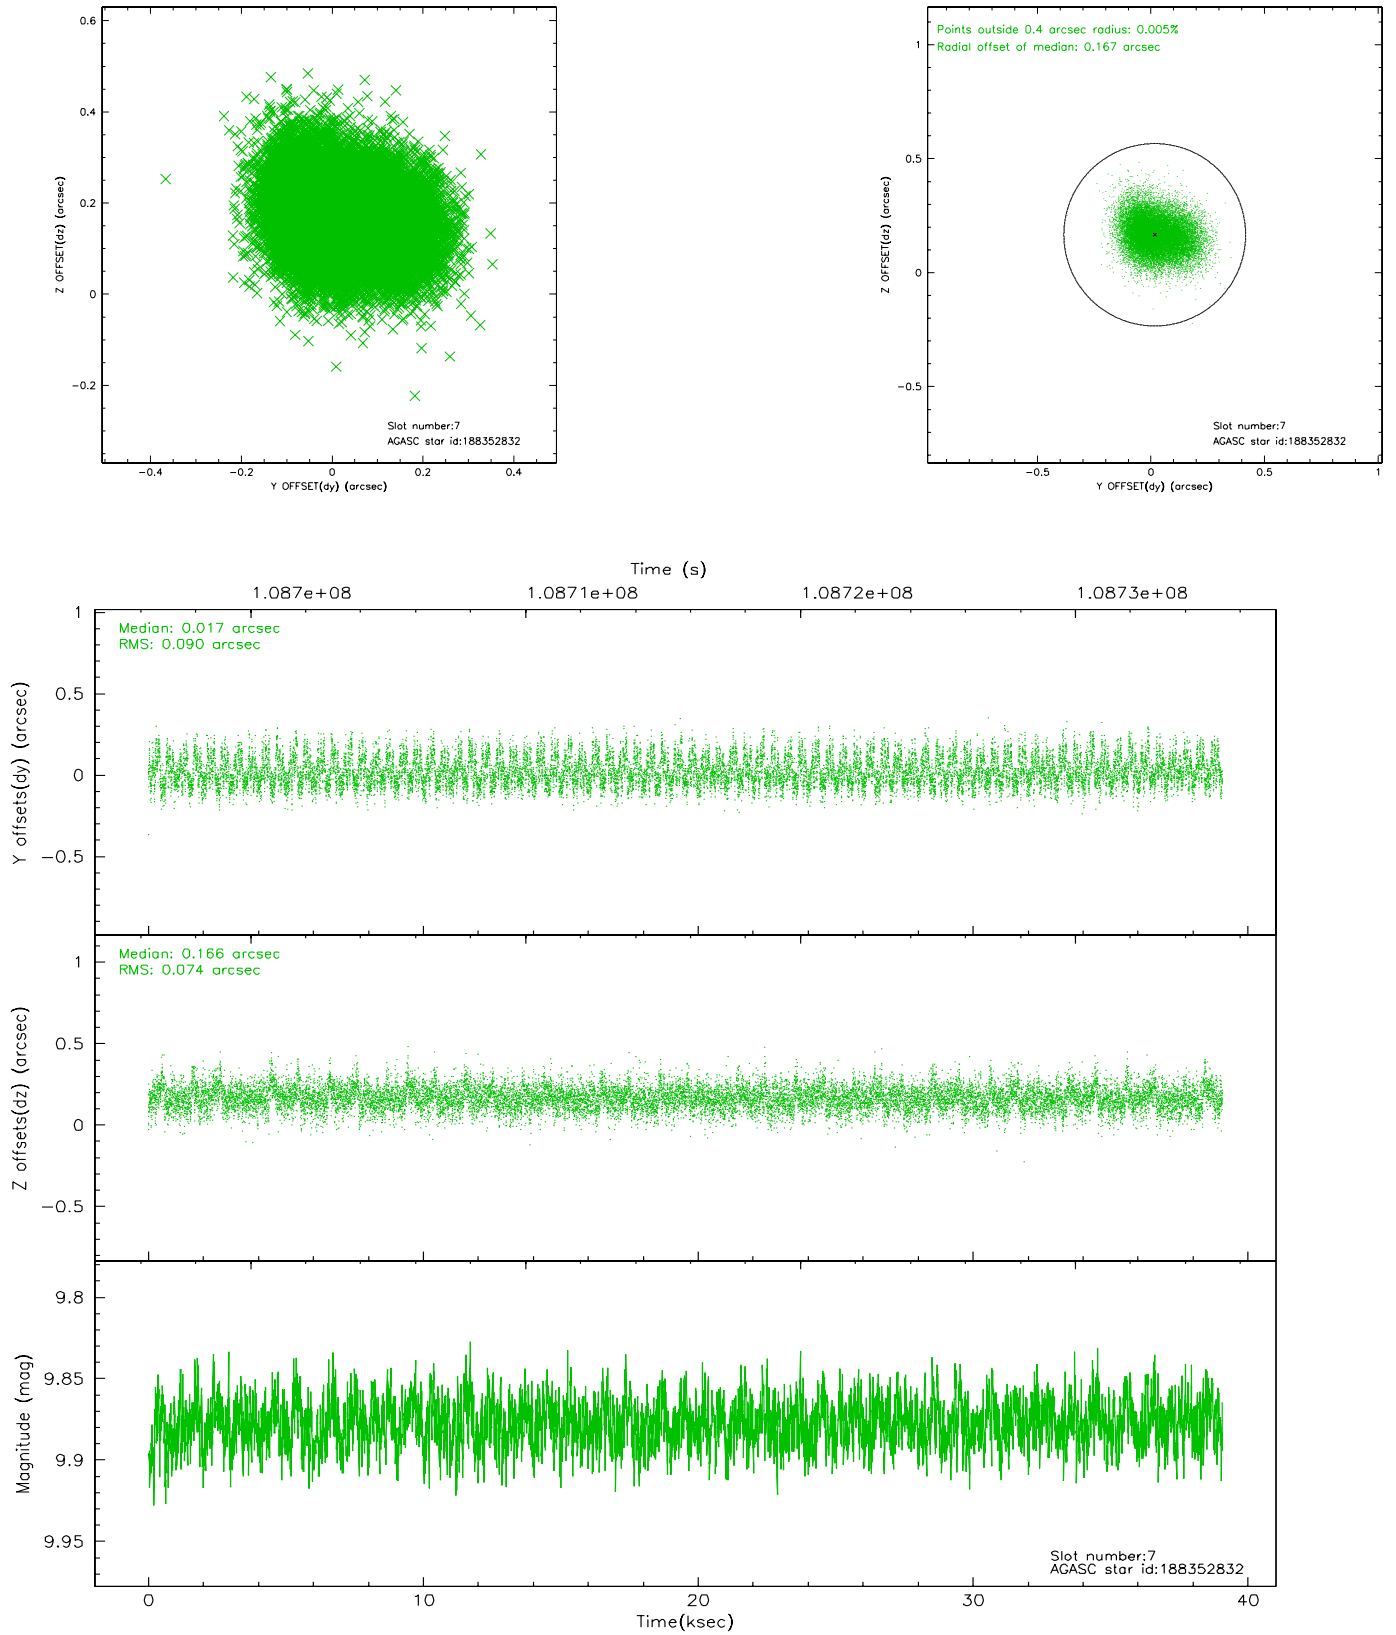 0.6
0.4
0.2
0
−0.2
Z OFFSET(dz) (arcsec)
Slot number:7
AGASC star id:188352832
−0.4 −0.2 0 0.2 0.4
Y OFFSET(dy) (arcsec)
Points outside 0.4 arcsec radius: 0.005%
Radial offset of median: 0.167 arcsec
1
0.5
0
−0.5
Z OFFSET(dz) (arcsec)
Slot number:7
AGASC star id:188352832
−0.5 0 0.5 1
Y OFFSET(dy) (arcsec)
Time (s)
1.087e+08 1.0871e+08 1.0872e+08 1.0873e+08
Median: 0.017 arcsec
RMS: 0.090 arcsec
1
0.5
0
−0.5
Y offsets(dy) (arcsec)
Median: 0.166 arcsec
RMS: 0.074 arcsec
1
0.5
0
−0.5
Z offsets(dz) (arcsec)
9.8
9.85
9.9
9.95
Magnitude (mag)
Slot number:7
AGASC star id:188352832
0 10 20 30 40
Time(ksec)